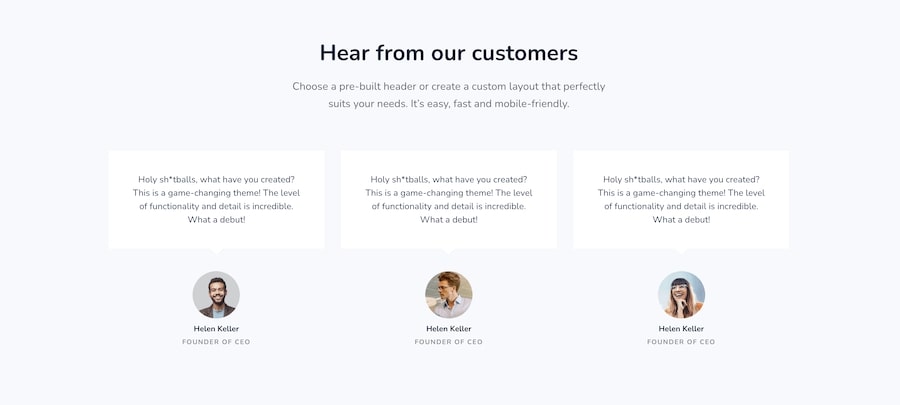 Hear from our customers
Choose a pre-built header or create a custom layout that perfectly
suits your needs. It's easy, fast and mobile-friendly.
Holy sh*tballs, what have you created?
This is a game-changing theme! The level
of functionality and detail is incredible.
What a debut!
Helen Keller
FOUNDER OF CEO
Holy sh*tballs, what have you created?
This is a game-changing theme! The level
of functionality and detail is incredible.
What a debut!
Helen Keller
FOUNDER OF CEO
Holy sh*tballs, what have you created?
This is a game-changing theme! The level
of functionality and detail is incredible.
What a debut!
Helen Keller
FOUNDER OF CEO